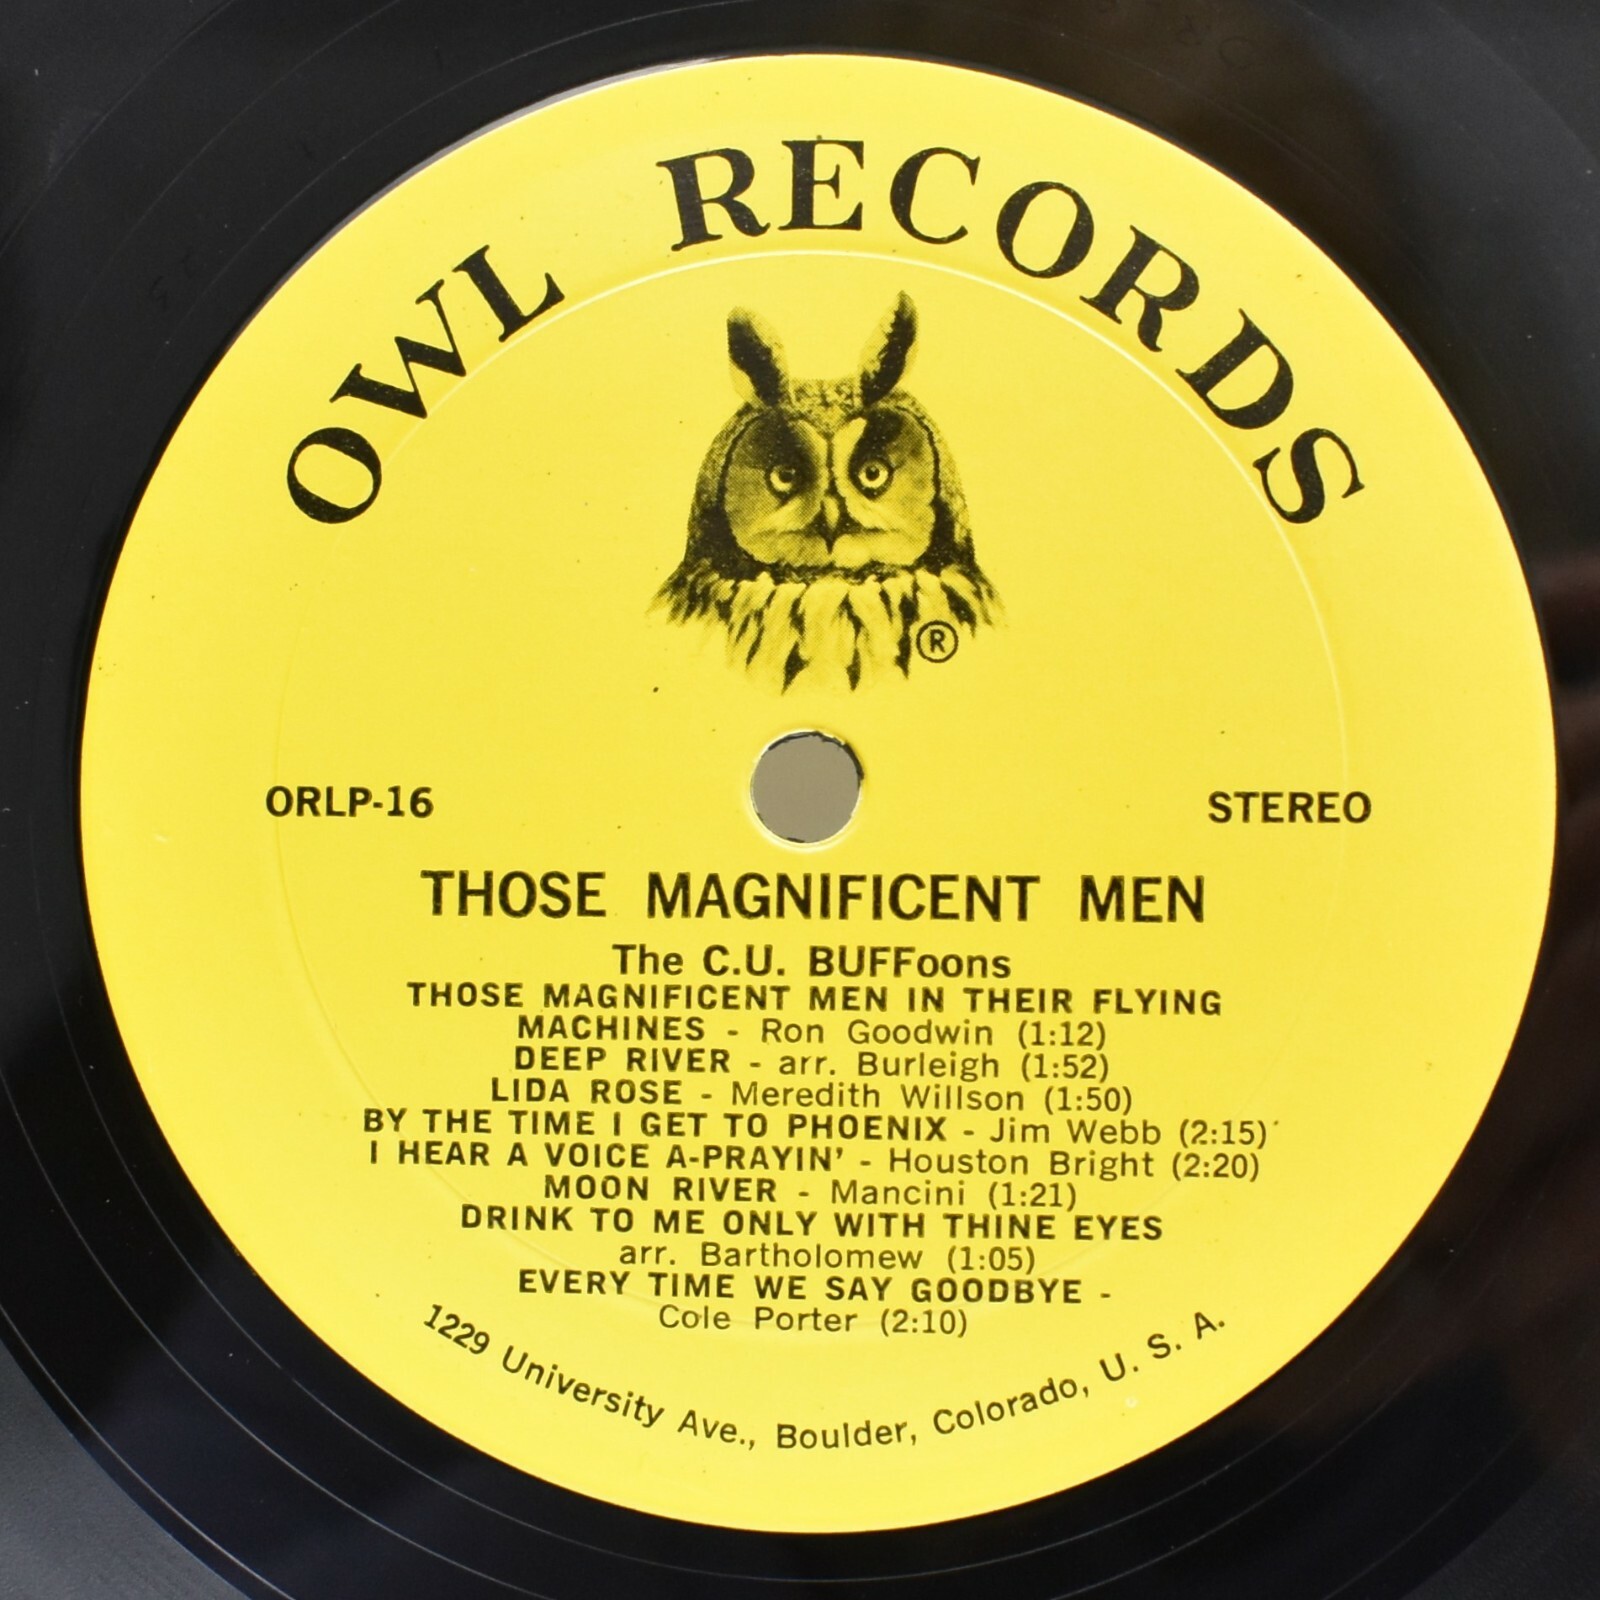 OWL RECORDS
®
ORLP-16
STEREO
THOSE MAGNIFICENT MEN
The C.U. BUFFoons
THOSE MAGNIFICENT MEN IN THEIR FLYING
MACHINES - Ron Goodwin (1:12)
DEEP RIVER - arr. Burleigh (1:52)
LIDA ROSE - Meredith Willson (1:50)
BY THE TIME I GET TO PHOENIX - Jim Webb (2:15)
I HEAR A VOICE A-PRAYIN' - Houston Bright (2:20)
MOON RIVER - Mancini (1:21)
DRINK TO ME ONLY WITH THINE EYES
arr. Bartholomew (1:05)
EVERY TIME WE SAY GOODBYE -
Cole Porter (2:10)
1229 University Ave., Boulder, Colorado, U. S. A.